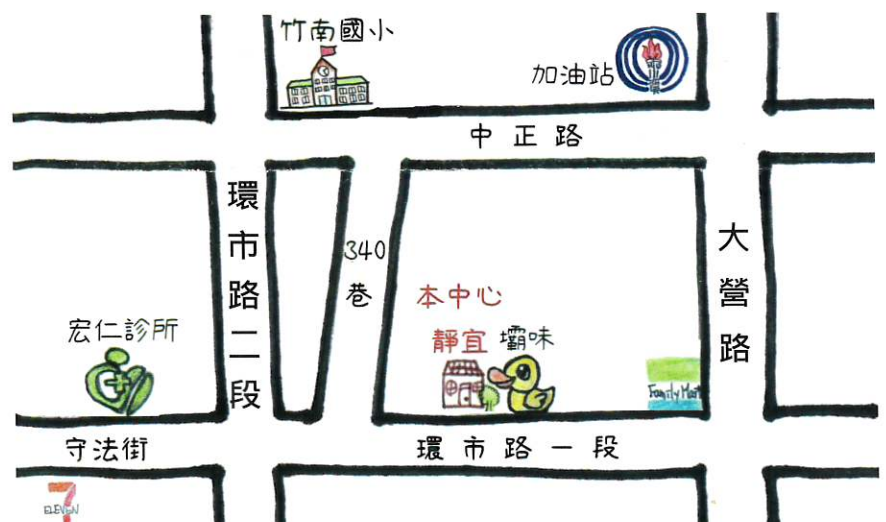 竹南國小
加油站
中正路
環市路二段
340巷
大營路
本中心
靜宜
壩味
宏仁診所
FamilyMart
守法街
環市路一段
7
ELEVEN